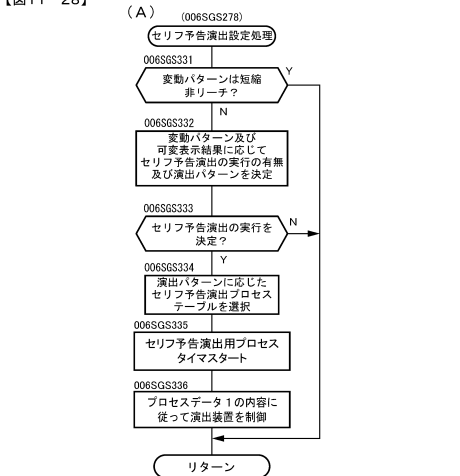 【図11-28】
(A)
(006SGS278)
セリフ予告演出設定処理
006SGS331
変動パターンは短縮
非リーチ？
Y
N
006SGS332
変動パターン及び
可変表示結果に応じて
セリフ予告演出の実行の有無
及び演出パターンを決定
006SGS333
セリフ予告演出の実行を
決定？
N
Y
006SGS334
演出パターンに応じた
セリフ予告演出プロセス
テーブルを選択
006SGS335
セリフ予告演出用プロセス
タイマスタート
006SGS336
プロセスデータ１の内容に
従って演出装置を制御
リターン